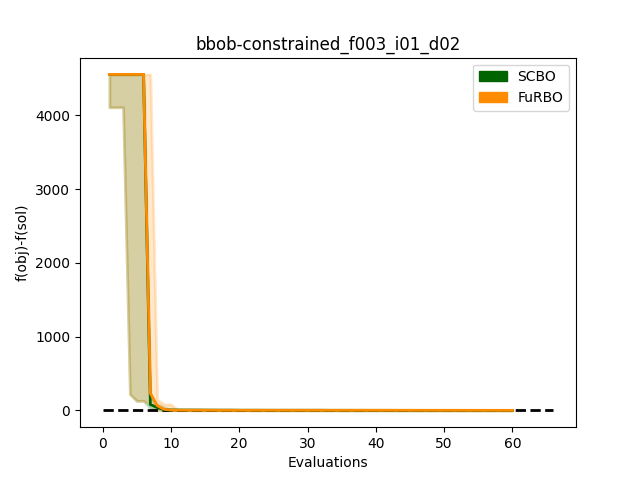 bbob-constrained_f003_i01_d02
SCBO
FuRBO
f(obj)-f(sol)
4000
3000
2000
1000
0
0 10 20 30 40 50 60
Evaluations